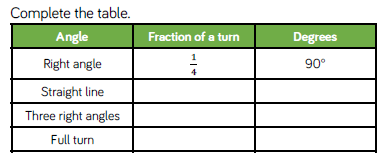 Complete the table.
Angle Fraction of a turn Degrees
Right angle 1/4 90°
Straight line
Three right angles
Full turn